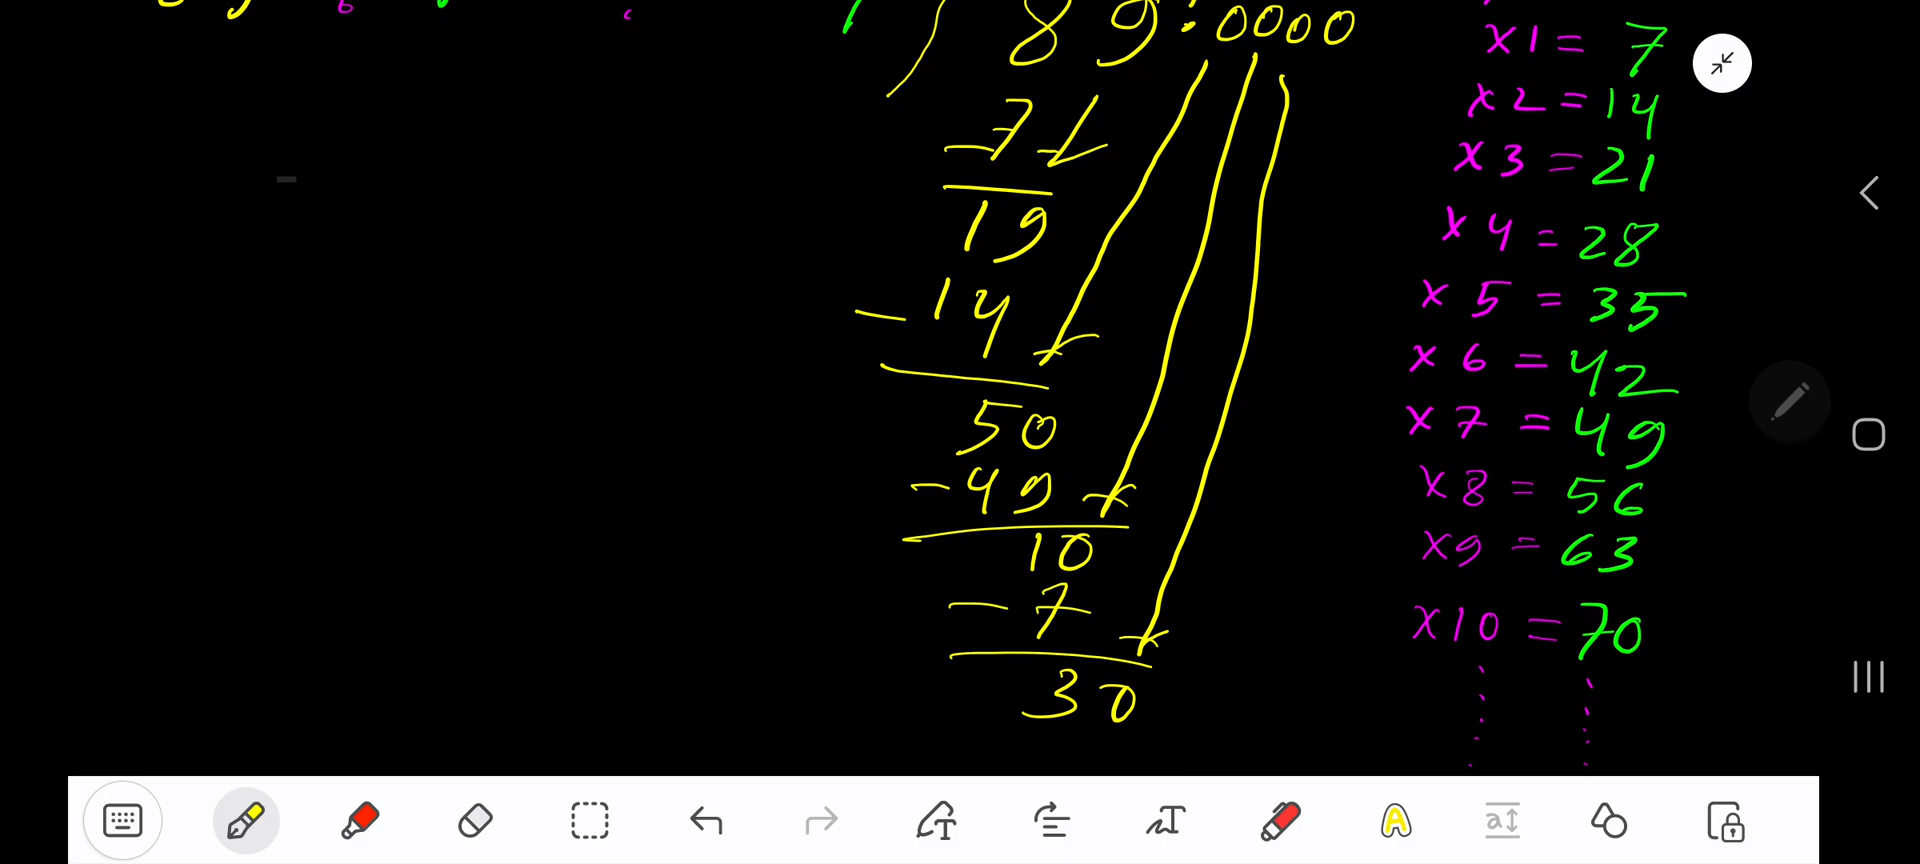 ) 89.0000
- 7
19
- 14
50
- 49
10
- 7
30
x1 = 7
x2 = 14
x3 = 21
x4 = 28
x5 = 35
x6 = 42
x7 = 49
x8 = 56
x9 = 63
x10 = 70